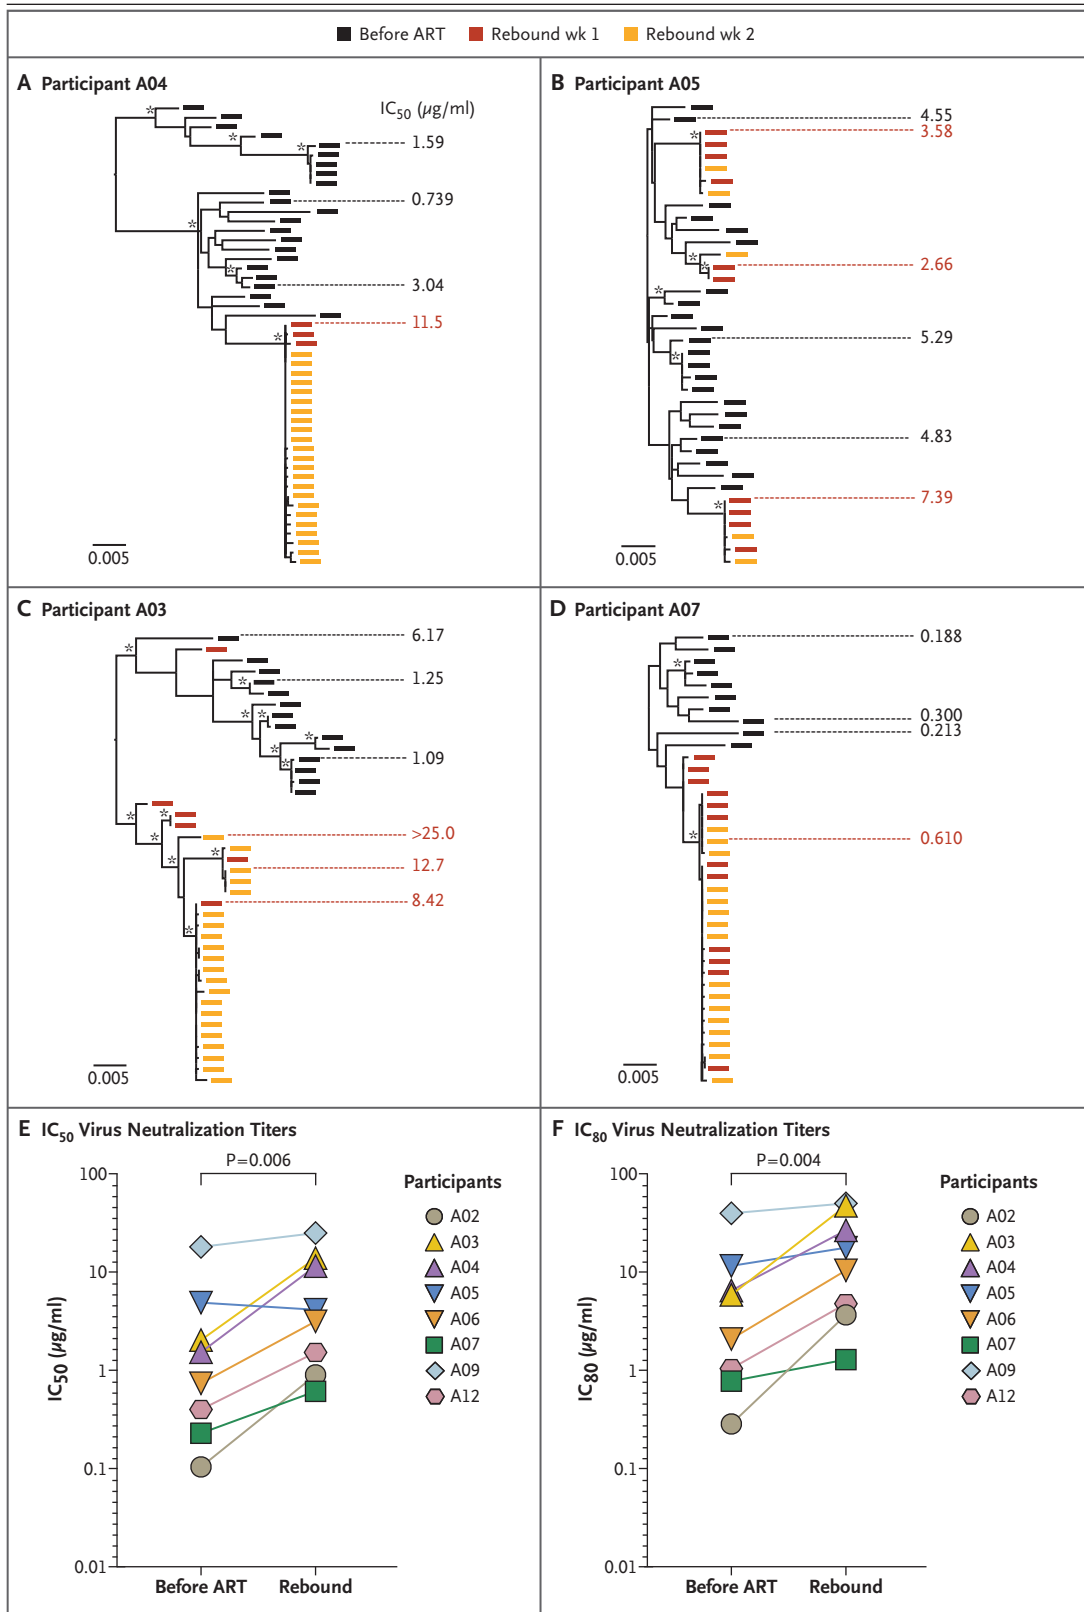 Before ART Rebound wk 1 Rebound wk 2
A Participant A04
IC50 (µg/ml)
*
*
*
1.59
0.739
*
*
3.04
11.5
*
0.005
B Participant A05
4.55
3.58
*
2.66
*
*
*
5.29
*
4.83
7.39
*
0.005
C Participant A03
6.17
*
1.25
*
*
*
*
*
1.09
*
*
*
*
>25.0
*
*
12.7
8.42
*
0.005
D Participant A07
0.188
*
0.300
0.213
0.610
*
0.005
E IC50 Virus Neutralization Titers
P=0.006
100
10
1
0.1
0.01
IC50 (µg/ml)
Before ART Rebound
Participants
A02
A03
A04
A05
A06
A07
A09
A12
F IC80 Virus Neutralization Titers
P=0.004
100
10
1
0.1
0.01
IC80 (µg/ml)
Before ART Rebound
Participants
A02
A03
A04
A05
A06
A07
A09
A12